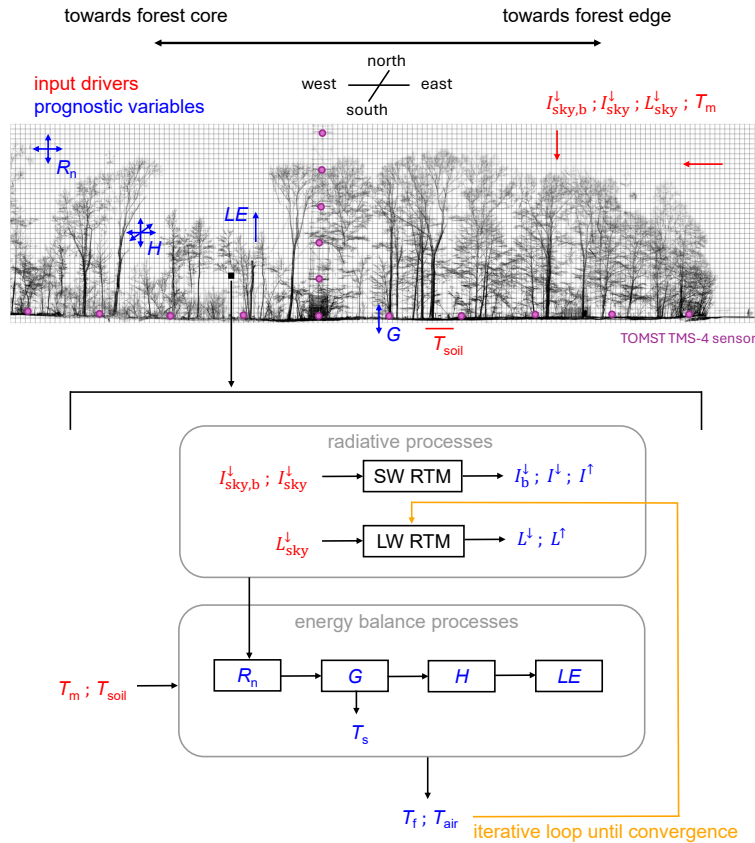 towards forest core
towards forest edge
north
west
east
south
input drivers
prognostic variables
I↓sky,b ; I↓sky ; L↓sky ; Tm
Rn
LE
H
G
Tsoil
TOMST TMS-4 sensor
radiative processes
I↓sky,b ; I↓sky
SW RTM
I↓b ; I↓ ; I↑
L↓sky
LW RTM
L↓ ; L↑
energy balance processes
Tm ; Tsoil
Rn
G
H
LE
Ts
Tf ; Tair
iterative loop until convergence